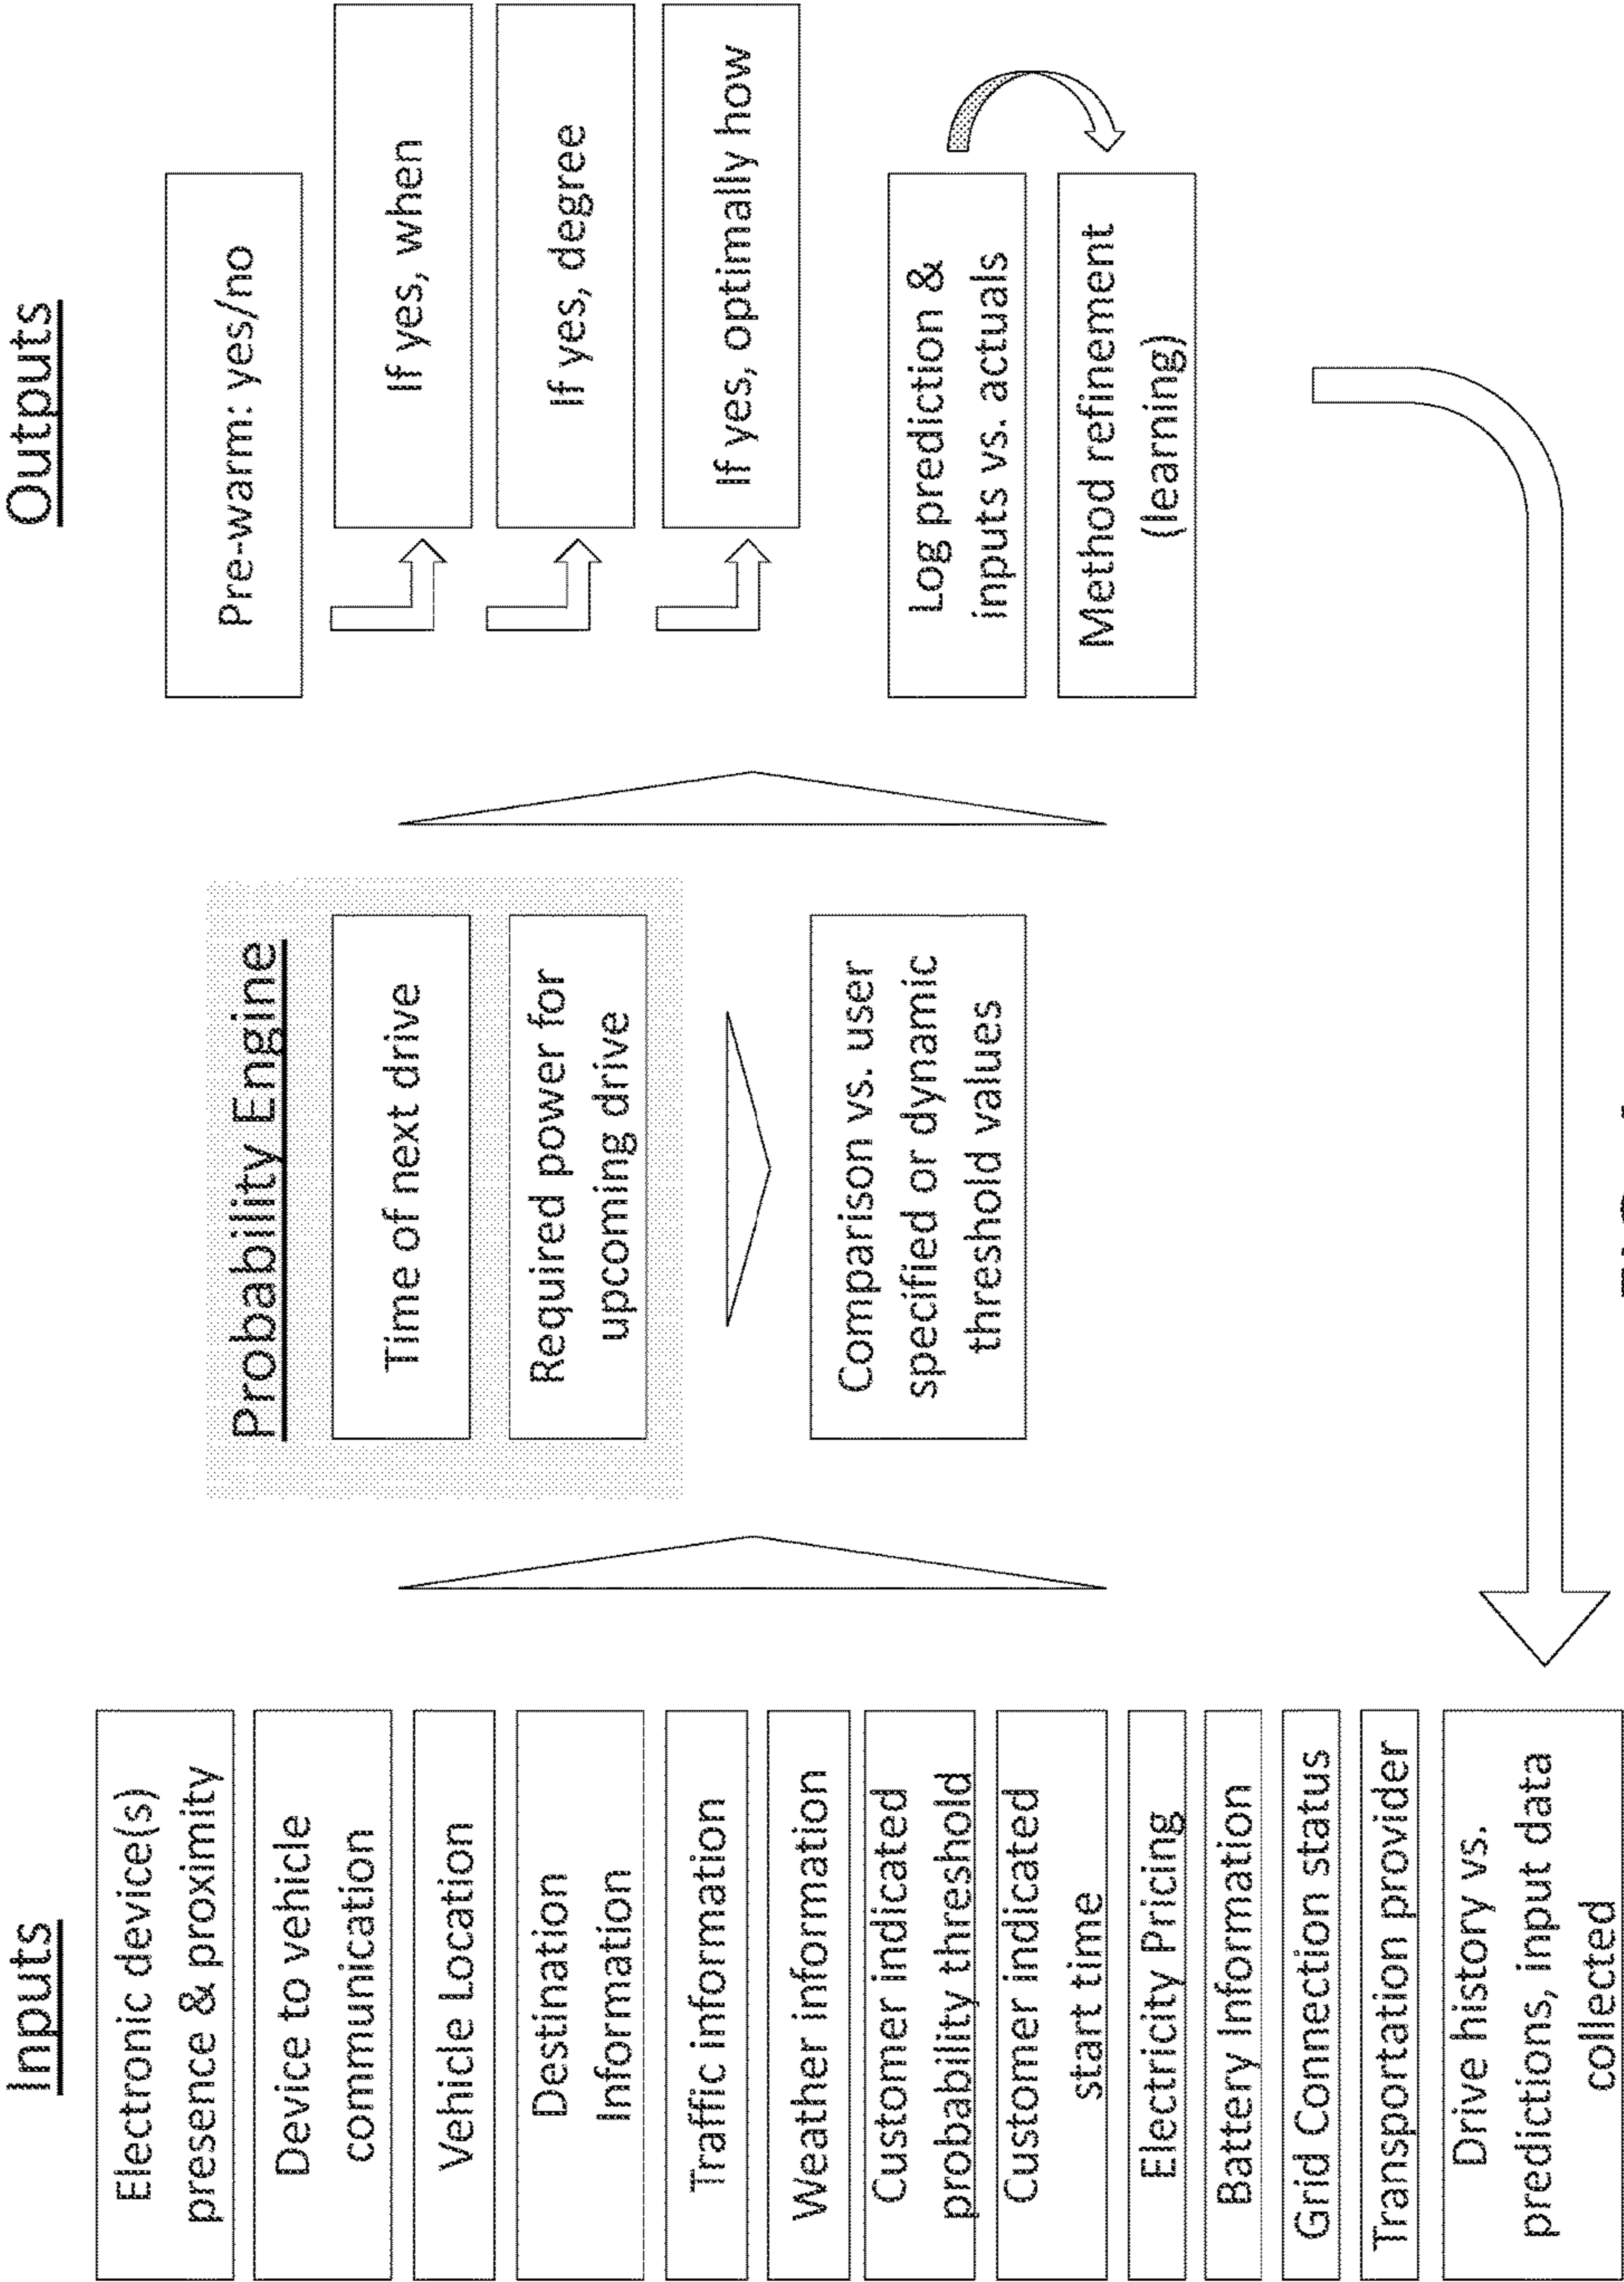 Inputs
Electronic device(s)
presence & proximity
Device to vehicle
communication
Vehicle Location
Destination
Information
Traffic information
Weather information
Customer indicated
probability threshold
Customer indicated
start time
Electricity Pricing
Battery Information
Grid Connection status
Transportation provider
Drive history vs.
predictions, input data
collected
Probability Engine
Time of next drive
Required power for
upcoming drive
Comparison vs. user
specified or dynamic
threshold values
Outputs
Pre-warm: yes/no
If yes, when
If yes, degree
If yes, optimally how
Log prediction &
inputs vs. actuals
Method refinement
(learning)